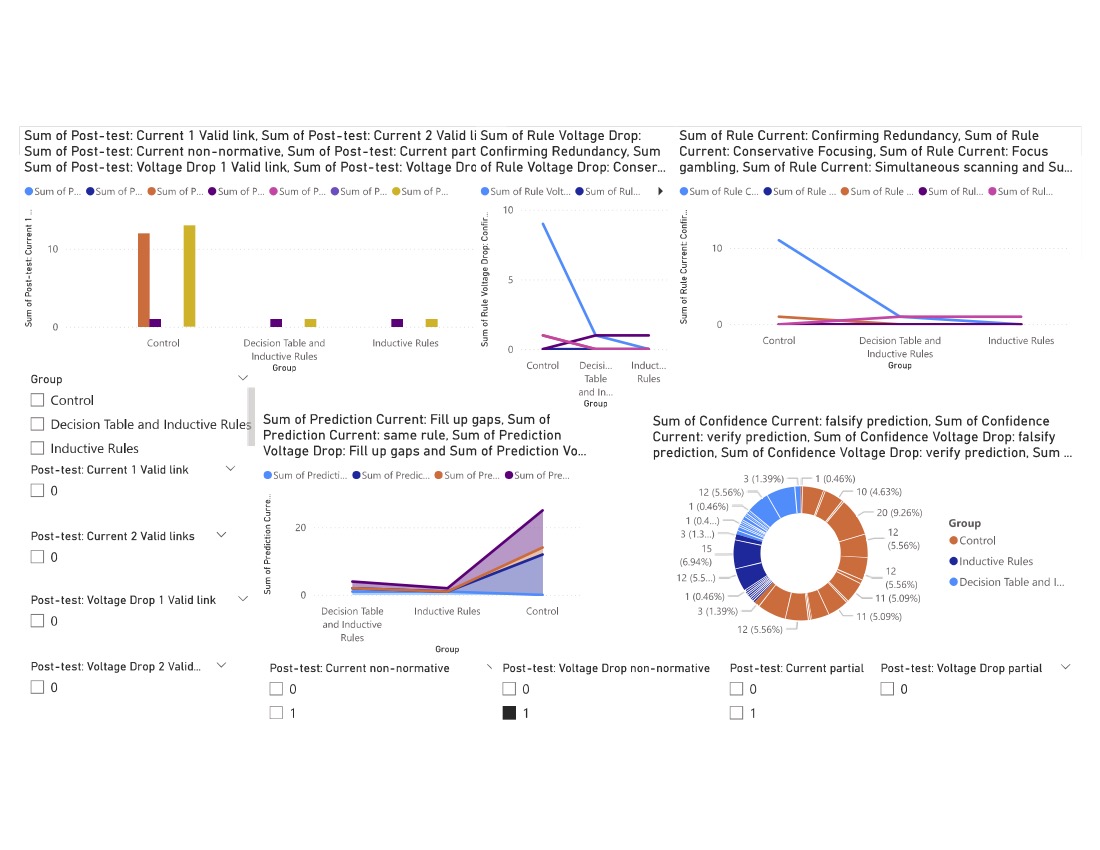 Sum of Post-test: Current 1 Valid link, Sum of Post-test: Current 2 Valid li
Sum of Post-test: Current non-normative, Sum of Post-test: Current part
Sum of Post-test: Voltage Drop 1 Valid link, Sum of Post-test: Voltage Drc
Sum of P... Sum of P... Sum of P... Sum of P... Sum of P... Sum of P... Sum of P...
Sum of Post-test: Current 1 ...
10
0
Control
Decision Table and
Inductive Rules
Inductive Rules
Group
Sum of Rule Voltage Drop:
Confirming Redundancy, Sum
of Rule Voltage Drop: Conser...
Sum of Rule Volt... Sum of Rul...
Sum of Rule Voltage Drop: Confir...
10
5
0
Control
Decisi...
Table
and In...
Induct...
Rules
Group
Sum of Rule Current: Confirming Redundancy, Sum of Rule
Current: Conservative Focusing, Sum of Rule Current: Focus
gambling, Sum of Rule Current: Simultaneous scanning and Su...
Sum of Rule C... Sum of Rule ... Sum of Rule ... Sum of Rul... Sum of Rul...
Sum of Rule Current: Confirmi...
10
0
Control
Decision Table and
Inductive Rules
Inductive Rules
Group
Group
Control
Decision Table and Inductive Rules
Inductive Rules
Post-test: Current 1 Valid link
0
Post-test: Current 2 Valid links
0
Post-test: Voltage Drop 1 Valid link
0
Post-test: Voltage Drop 2 Valid...
0
Sum of Prediction Current: Fill up gaps, Sum of
Prediction Current: same rule, Sum of Prediction
Voltage Drop: Fill up gaps and Sum of Prediction Vo...
Sum of Predicti... Sum of Predic... Sum of Pre... Sum of Pre...
Sum of Prediction Curre...
20
0
Decision Table
and Inductive
Rules
Inductive Rules
Control
Group
Sum of Confidence Current: falsify prediction, Sum of Confidence
Current: verify prediction, Sum of Confidence Voltage Drop: falsify
prediction, Sum of Confidence Voltage Drop: verify prediction, Sum ...
1 (0.46%)
10 (4.63%)
20 (9.26%)
12
(5.56%)
12
(5.56%)
11 (5.09%)
11 (5.09%)
12 (5.56%)
3 (1.39%)
1 (0.46%)
12 (5.5...)
15
(6.94%)
3 (1.3...)
1 (0.4...)
1 (0.46%)
12 (5.56%)
3 (1.39%)
Group
Control
Inductive Rules
Decision Table and I...
Post-test: Current non-normative
0
1
Post-test: Voltage Drop non-normative
0
1
Post-test: Current partial
0
1
Post-test: Voltage Drop partial
0